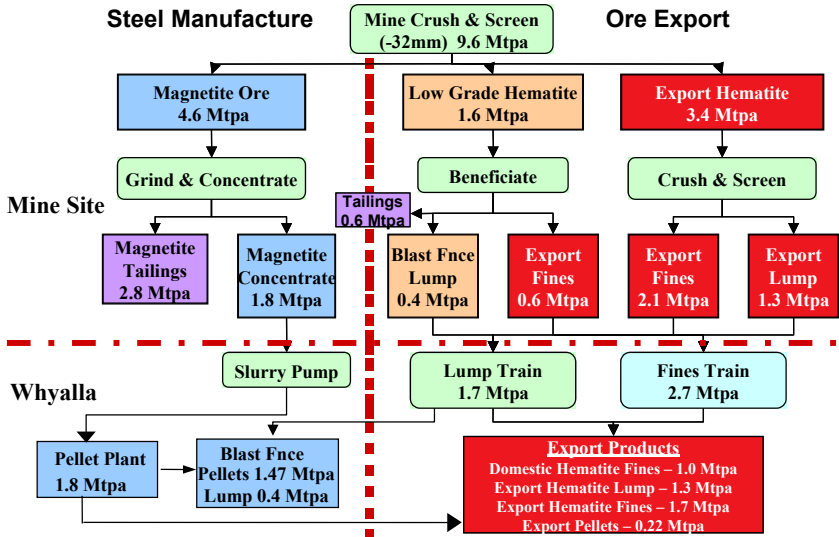 Steel Manufacture
Mine Crush & Screen
(-32mm) 9.6 Mtpa
Ore Export
Magnetite Ore
4.6 Mtpa
Low Grade Hematite
1.6 Mtpa
Export Hematite
3.4 Mtpa
Grind & Concentrate
Beneficiate
Crush & Screen
Mine Site
Tailings
0.6 Mtpa
Magnetite
Tailings
2.8 Mtpa
Magnetite
Concentrate
1.8 Mtpa
Blast Fnce
Lump
0.4 Mtpa
Export
Fines
0.6 Mtpa
Export
Fines
2.1 Mtpa
Export
Lump
1.3 Mtpa
Slurry Pump
Lump Train
1.7 Mtpa
Fines Train
2.7 Mtpa
Whyalla
Pellet Plant
1.8 Mtpa
Blast Fnce
Pellets 1.47 Mtpa
Lump 0.4 Mtpa
Export Products
Domestic Hematite Fines – 1.0 Mtpa
Export Hematite Lump – 1.3 Mtpa
Export Hematite Fines – 1.7 Mtpa
Export Pellets – 0.22 Mtpa